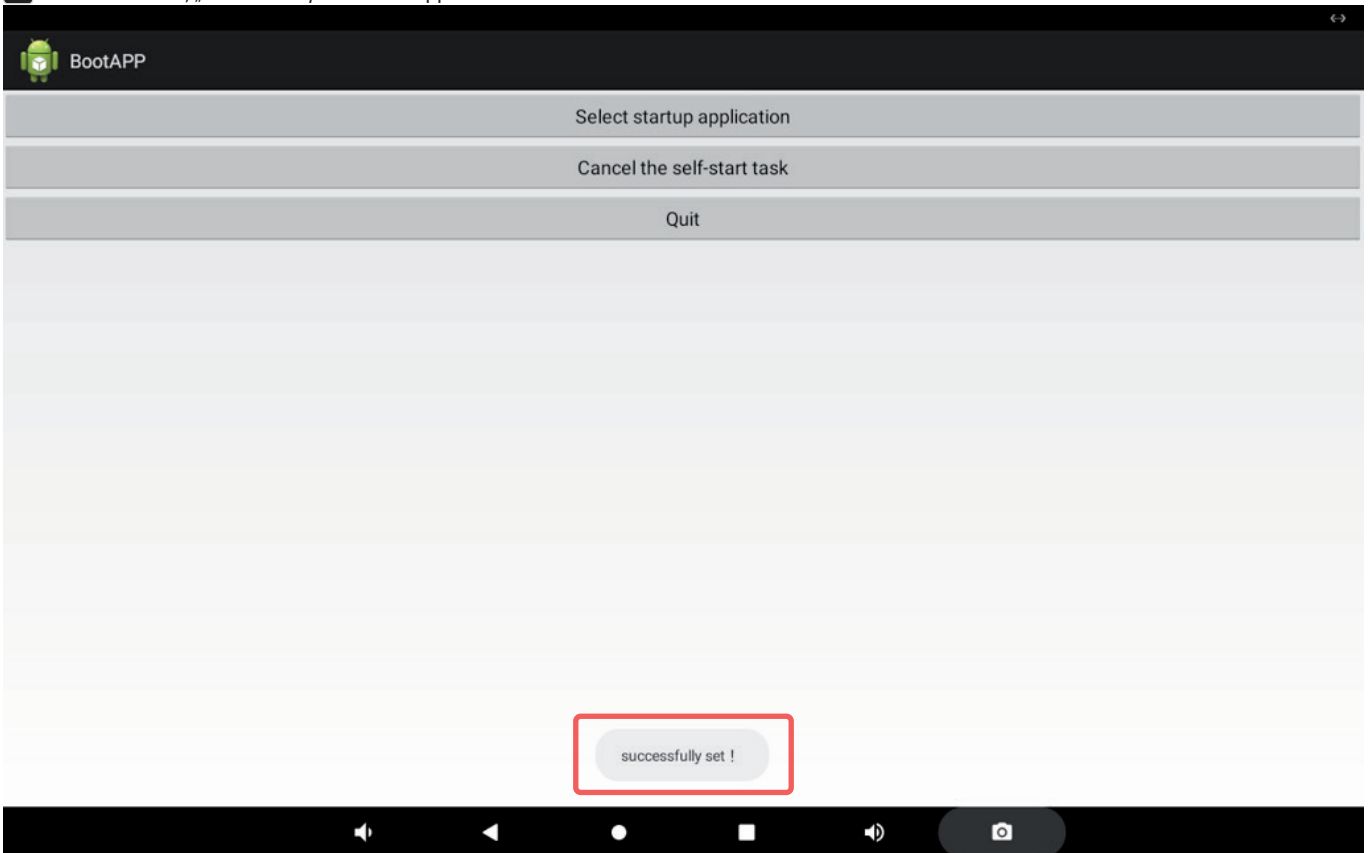 BootAPP
Select startup application
Cancel the self-start task
Quit
successfully set !